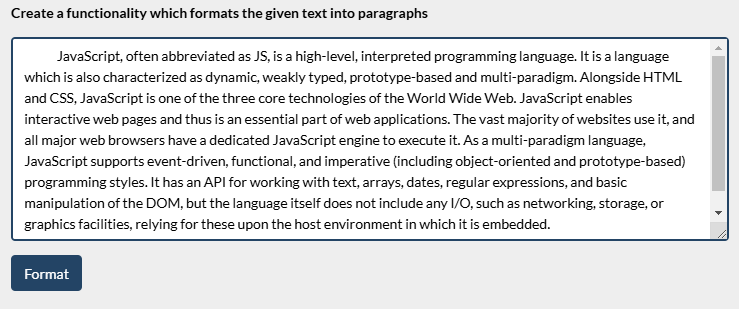 Create a functionality which formats the given text into paragraphs
JavaScript, often abbreviated as JS, is a high-level, interpreted programming language. It is a language
which is also characterized as dynamic, weakly typed, prototype-based and multi-paradigm. Alongside HTML
and CSS, JavaScript is one of the three core technologies of the World Wide Web. JavaScript enables
interactive web pages and thus is an essential part of web applications. The vast majority of websites use it, and
all major web browsers have a dedicated JavaScript engine to execute it. As a multi-paradigm language,
JavaScript supports event-driven, functional, and imperative (including object-oriented and prototype-based)
programming styles. It has an API for working with text, arrays, dates, regular expressions, and basic
manipulation of the DOM, but the language itself does not include any I/O, such as networking, storage, or
graphics facilities, relying for these upon the host environment in which it is embedded.
Format